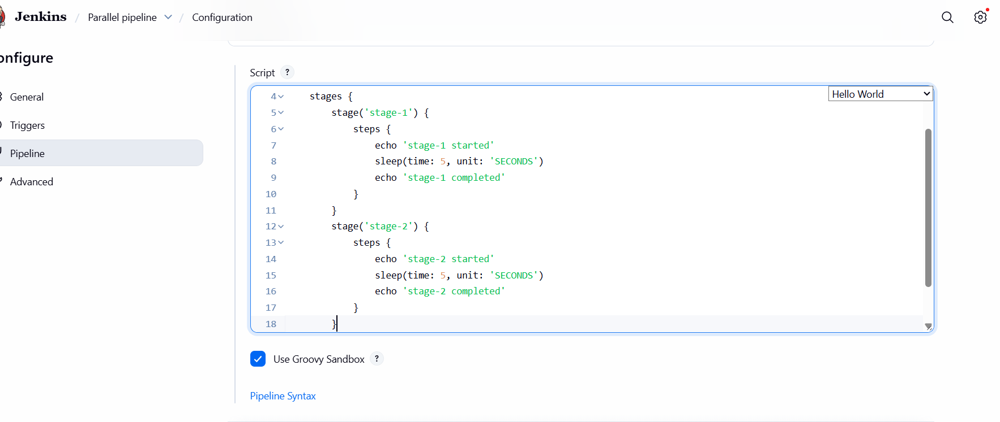 Jenkins / Parallel pipeline / Configuration
onfigure
General
Triggers
Pipeline
Advanced
Script ?
Hello World
4 stages {
5 stage('stage-1') {
6 steps {
7 echo 'stage-1 started'
8 sleep(time: 5, unit: 'SECONDS')
9 echo 'stage-1 completed'
10 }
11 }
12 stage('stage-2') {
13 steps {
14 echo 'stage-2 started'
15 sleep(time: 5, unit: 'SECONDS')
16 echo 'stage-2 completed'
17 }
18 }
Use Groovy Sandbox ?
Pipeline Syntax